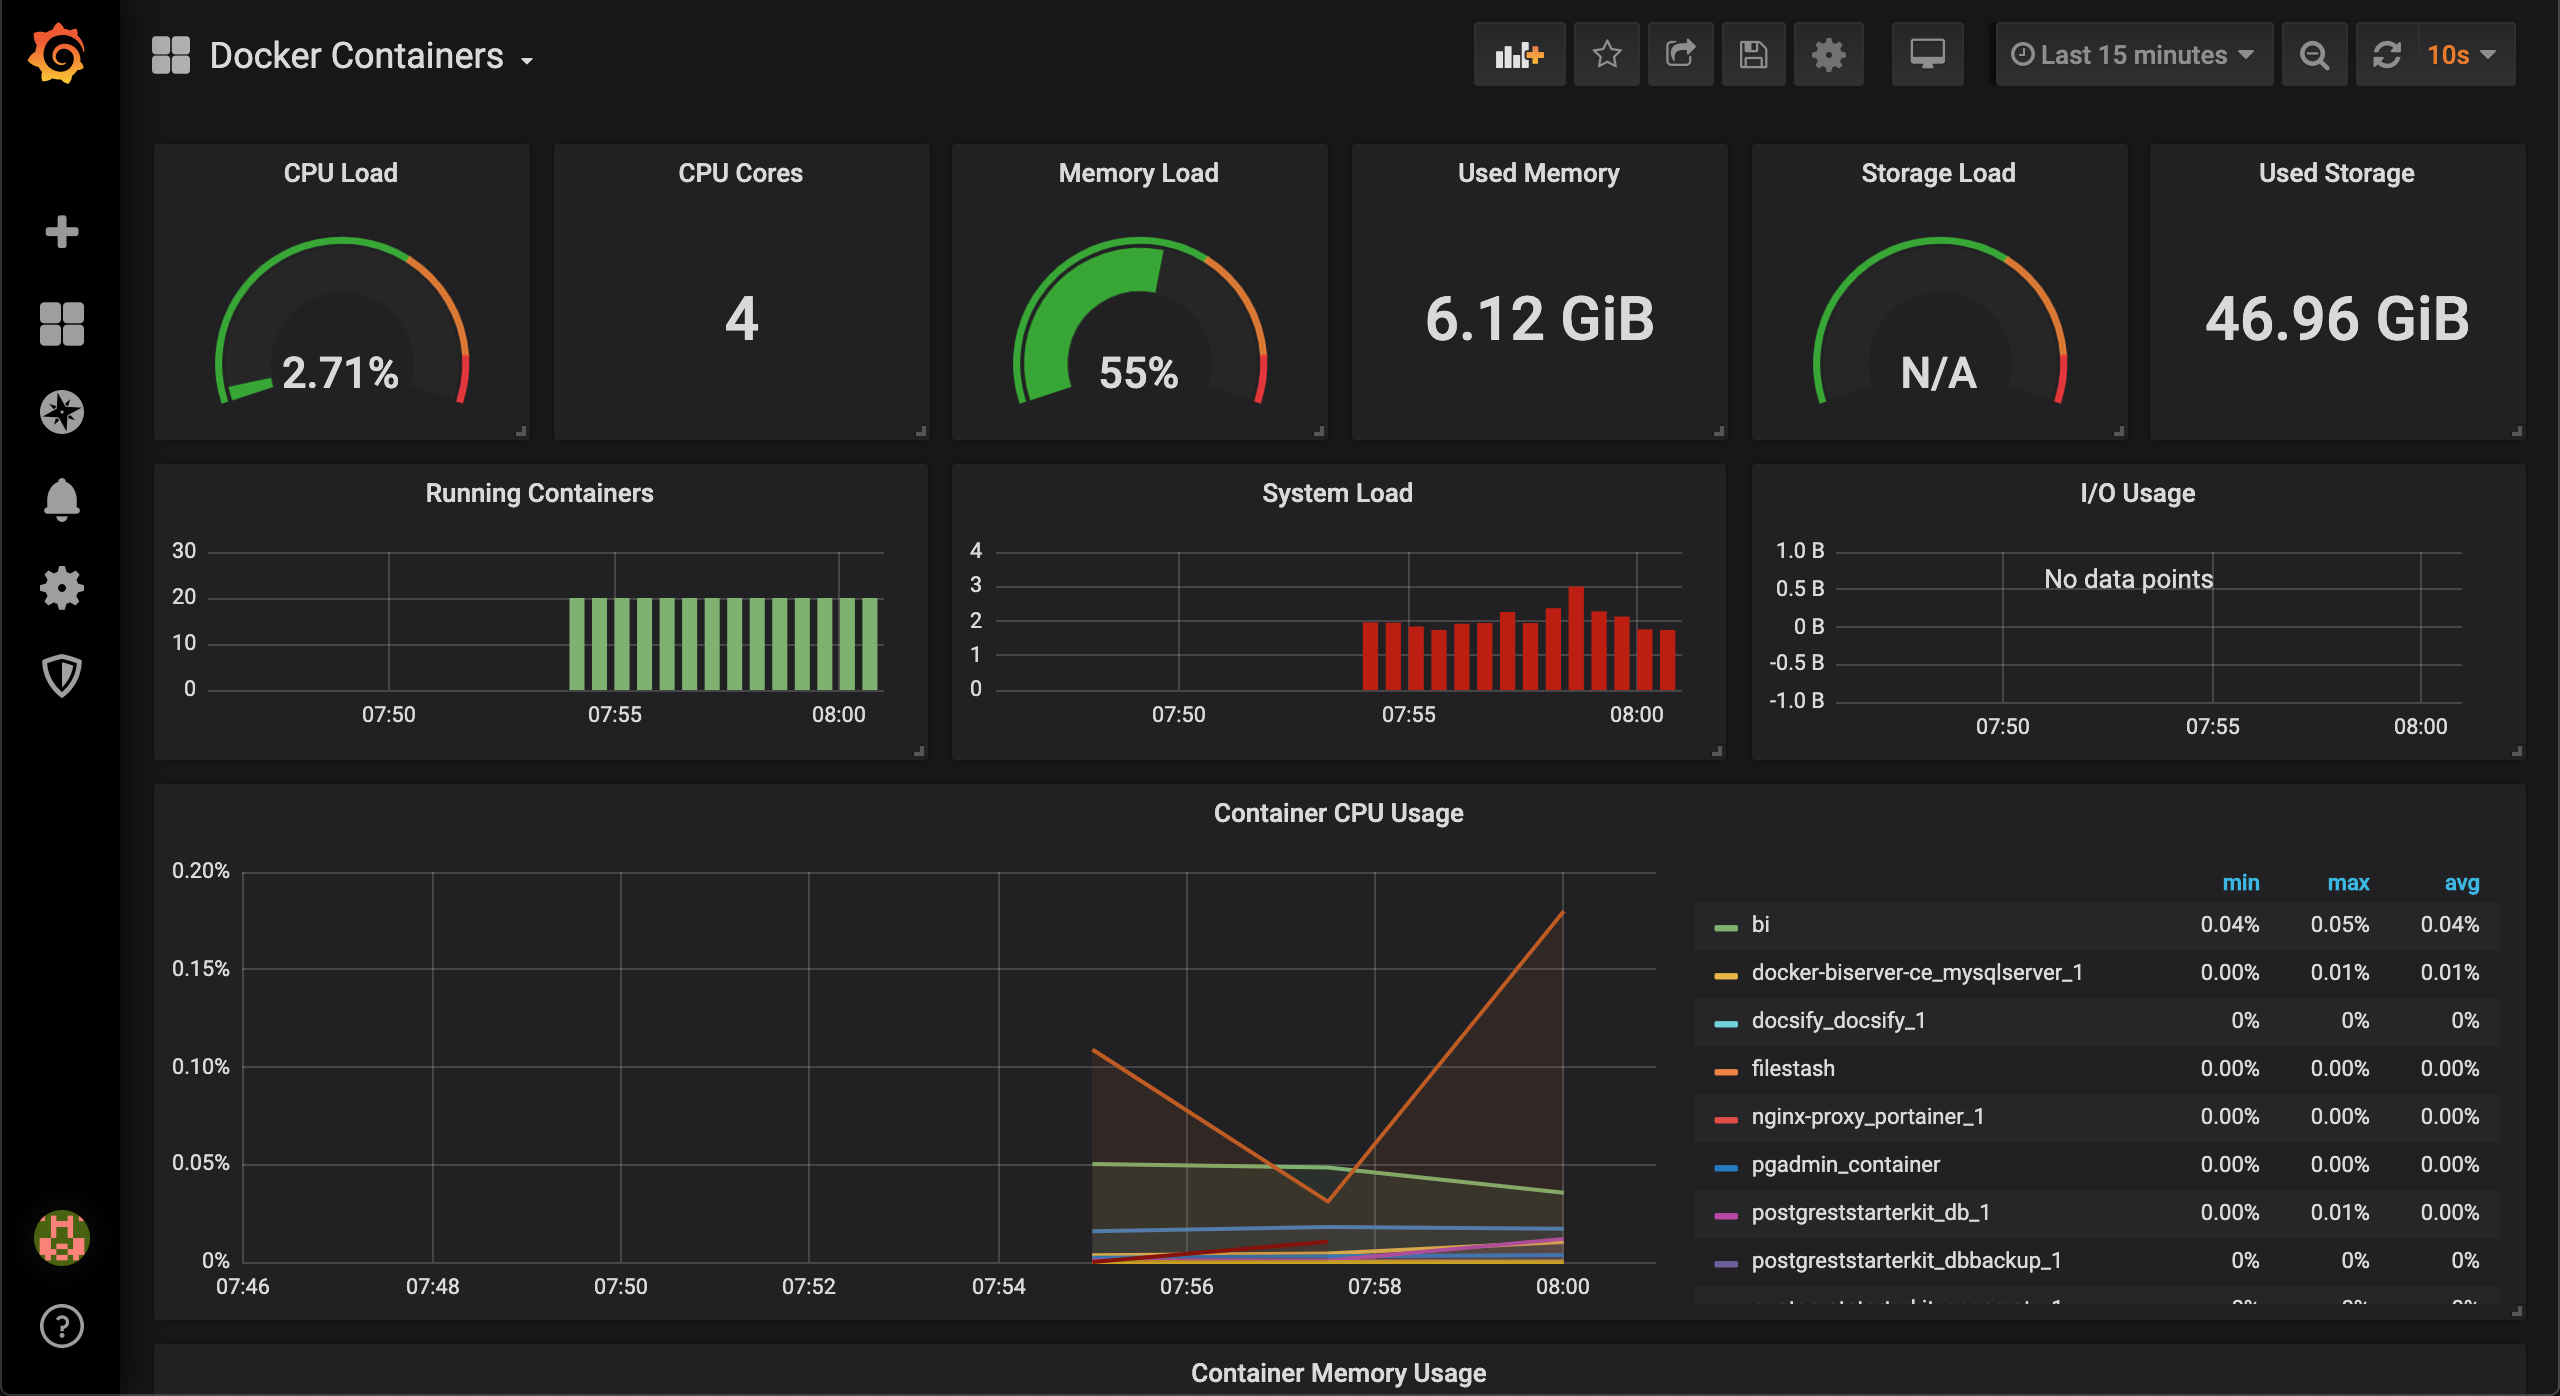 Docker Containers
Last 15 minutes
10s
CPU Load
CPU Cores
Memory Load
Used Memory
Storage Load
Used Storage
2.71%
4
55%
6.12 GiB
N/A
46.96 GiB
Running Containers
30
20
10
0
07:50 07:55 08:00
System Load
4
3
2
1
0
07:50 07:55 08:00
I/O Usage
1.0 B
0.5 B
0 B
-0.5 B
-1.0 B
No data points
07:50 07:55 08:00
Container CPU Usage
0.20%
0.15%
0.10%
0.05%
0%
07:46 07:48 07:50 07:52 07:54 07:56 07:58 08:00
min max avg
bi 0.04% 0.05% 0.04%
docker-biserver-ce_mysqlserver_1 0.00% 0.01% 0.01%
docsify_docsify_1 0% 0% 0%
filestash 0.00% 0.00% 0.00%
nginx-proxy_portainer_1 0.00% 0.00% 0.00%
pgadmin_container 0.00% 0.00% 0.00%
postgreststarterkit_db_1 0.00% 0.01% 0.00%
postgreststarterkit_dbbackup_1 0% 0% 0%
Container Memory Usage